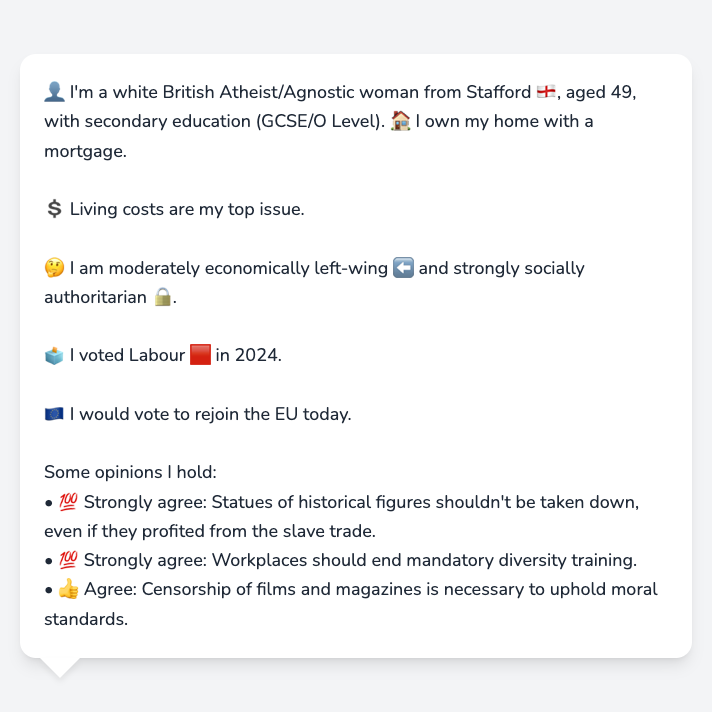 👤 I'm a white British Atheist/Agnostic woman from Stafford 🏴󠁧󠁢󠁥󠁮󠁧󠁿, aged 49,
with secondary education (GCSE/O Level). 🏠 I own my home with a
mortgage.
💲 Living costs are my top issue.
🤔 I am moderately economically left-wing ⬅️ and strongly socially
authoritarian 🔒.
🗳️ I voted Labour 🟥 in 2024.
🇪🇺 I would vote to rejoin the EU today.
Some opinions I hold:
• 💯 Strongly agree: Statues of historical figures shouldn't be taken down,
even if they profited from the slave trade.
• 💯 Strongly agree: Workplaces should end mandatory diversity training.
• 👍 Agree: Censorship of films and magazines is necessary to uphold moral
standards.